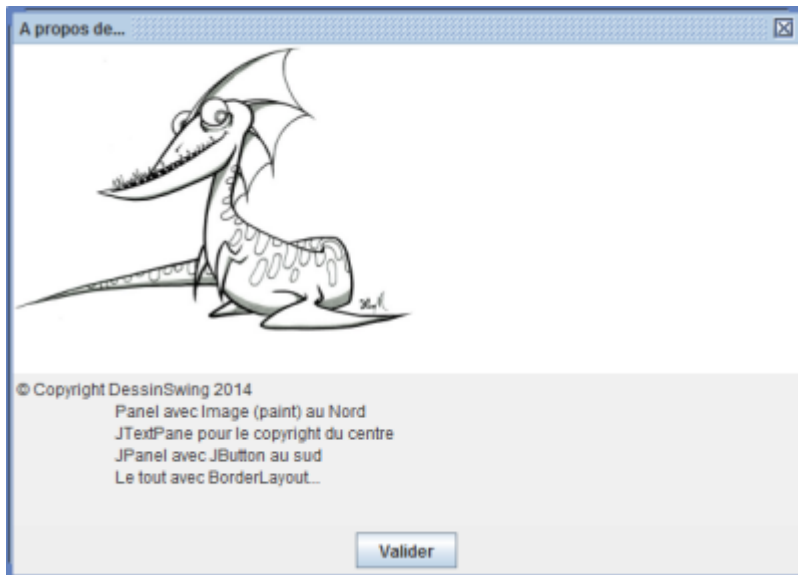 A propos de...
© Copyright DessinSwing 2014
Panel avec Image (paint) au Nord
JTextPane pour le copyright du centre
JPanel avec JButton au sud
Le tout avec BorderLayout...
Valider